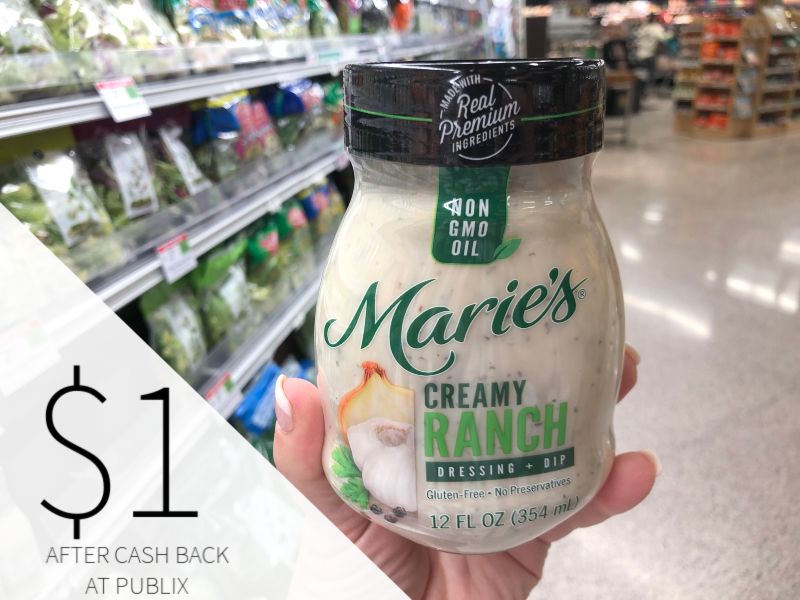 MADE WITH
Real
Premium
INGREDIENTS
NON
GMO
OIL
Marie's®
CREAMY
RANCH
DRESSING + DIP
Gluten-Free • No Preservatives
12 FL OZ (354 mL)
$1
AFTER CASH BACK
AT PUBLIX